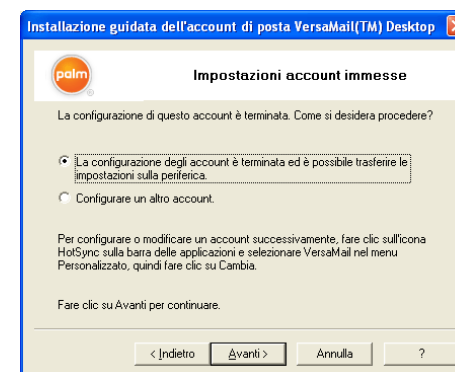 Installazione guidata dell'account di posta VersaMail(TM) Desktop
palm
Impostazioni account immesse
La configurazione di questo account è terminata. Come si desidera procedere?
La configurazione degli account è terminata ed è possibile trasferire le
impostazioni sulla periferica.
Configurare un altro account.
Per configurare o modificare un account successivamente, fare clic sull'icona
HotSync sulla barra delle applicazioni e selezionare VersaMail nel menu
Personalizzato, quindi fare clic su Cambia.
Fare clic su Avanti per continuare.
< Indietro Avanti > Annulla ?